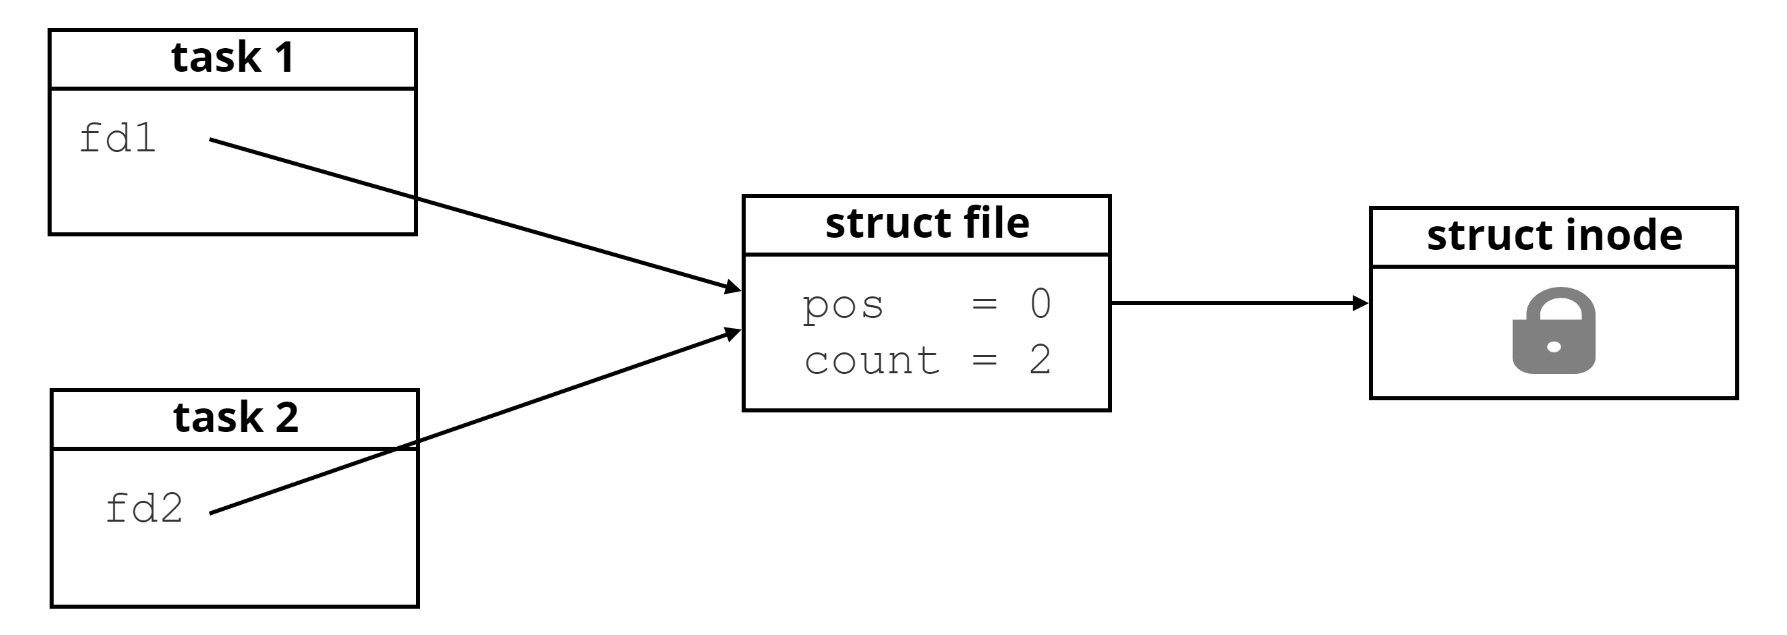 task 1
fd1
task 2
fd2
struct file
pos   = 0
count = 2
struct inode